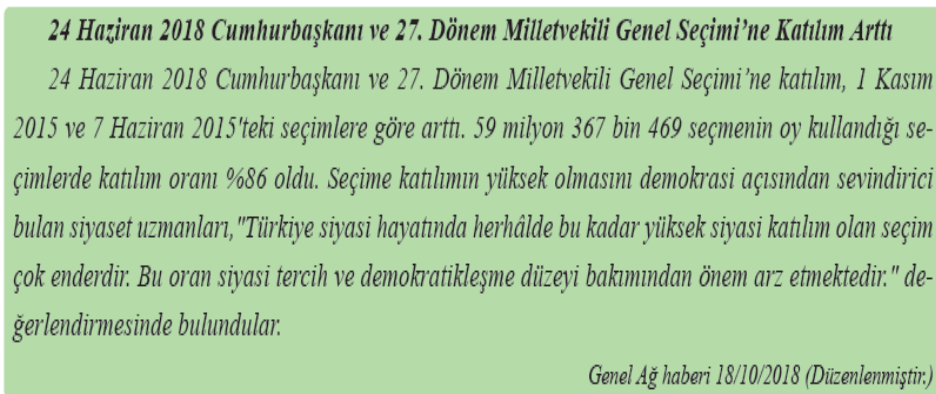 24 Haziran 2018 Cumhurbaşkanı ve 27. Dönem Milletvekili Genel Seçimi’ne Katılım Arttı
24 Haziran 2018 Cumhurbaşkanı ve 27. Dönem Milletvekili Genel Seçimi’ne katılım, 1 Kasım
2015 ve 7 Haziran 2015'teki seçimlere göre arttı. 59 milyon 367 bin 469 seçmenin oy kullandığı se-
çimlerde katılım oranı %86 oldu. Seçime katılımın yüksek olmasını demokrasi açısından sevindirici
bulan siyaset uzmanları,"Türkiye siyasi hayatında herhâlde bu kadar yüksek siyasi katılım olan seçim
çok enderdir. Bu oran siyasi tercih ve demokratikleşme düzeyi bakımından önem arz etmektedir." de-
ğerlendirmesinde bulundular.
Genel Ağ haberi 18/10/2018 (Düzenlenmiştir.)